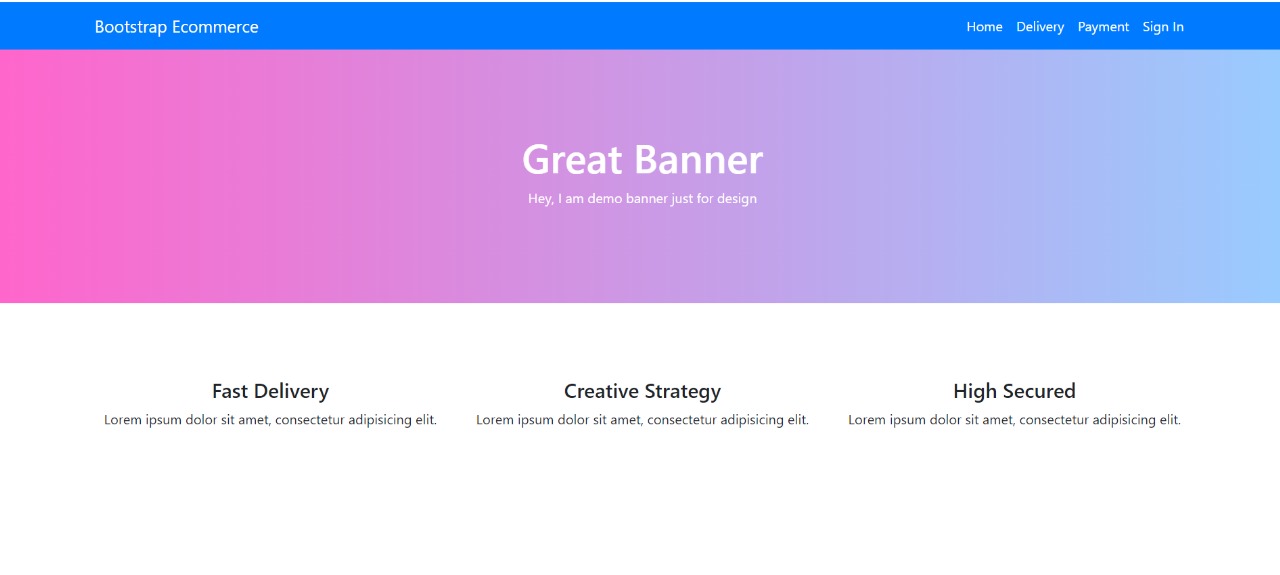 Bootstrap Ecommerce
Home Delivery Payment Sign In
Great Banner
Hey, I am demo banner just for design
Fast Delivery
Lorem ipsum dolor sit amet, consectetur adipisicing elit.
Creative Strategy
Lorem ipsum dolor sit amet, consectetur adipisicing elit.
High Secured
Lorem ipsum dolor sit amet, consectetur adipisicing elit.